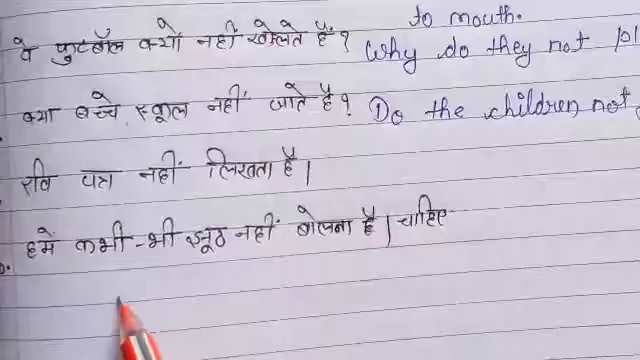 to mouth.
वे फुटबॉल क्यों नहीं खेलते हैं? Why do they not pl
क्या बच्चे स्कूल नहीं जाते है? Do the children not
रवि पत्र नहीं लिखता है।
हमें कभी-भी झूठ नहीं बोलना है। चाहिए